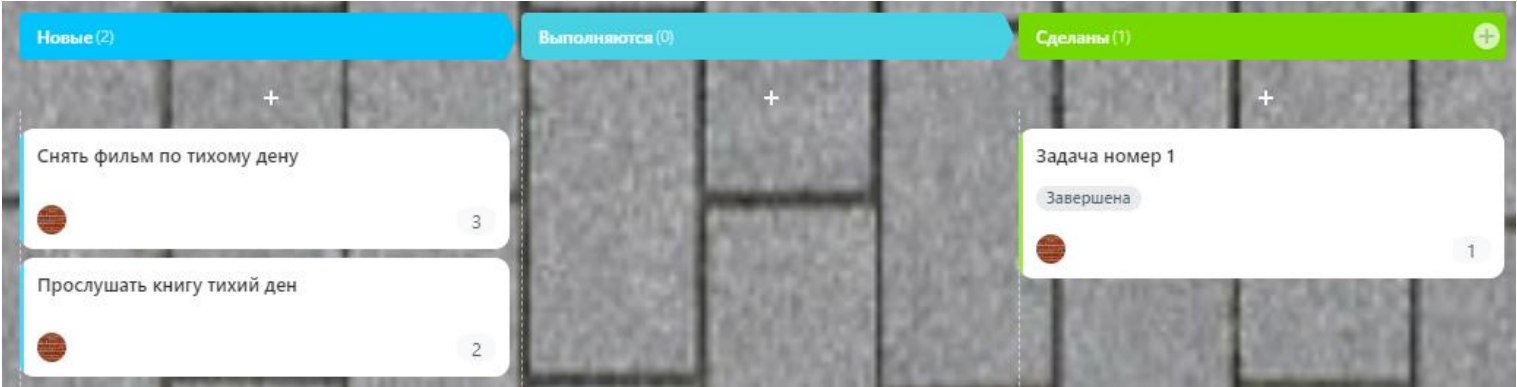 Новые (2)
Выполняются (0)
Сделаны (1)
Снять фильм по тихому дену
3
Прослушать книгу тихий ден
2
Задача номер 1
Завершена
1